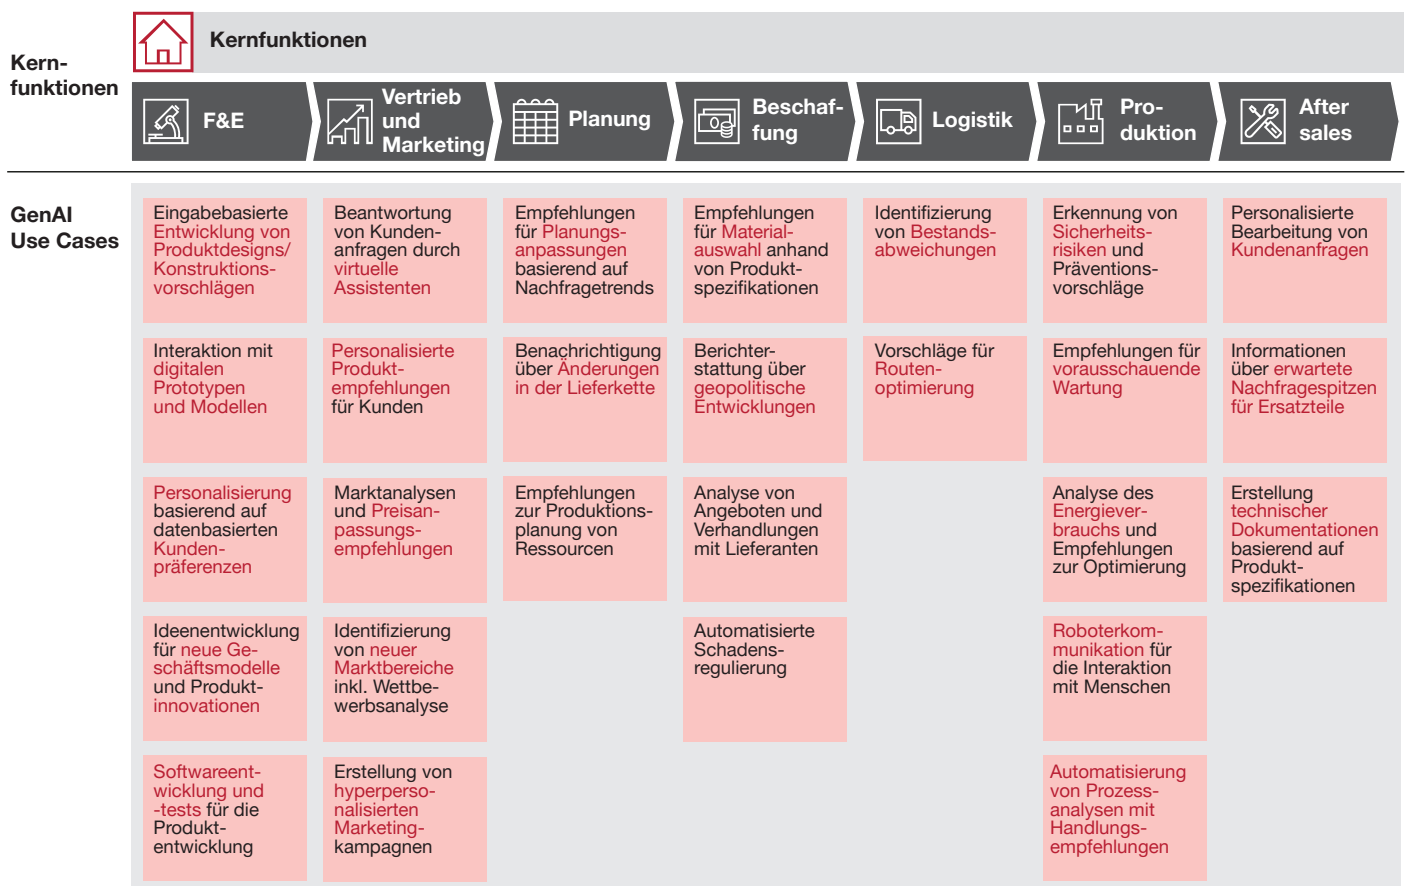 Kernfunktionen
Kern-
funktionen
F&E
Vertrieb
und
Marketing
Planung
Beschaf-
fung
Logistik
Pro-
duktion
After
sales
GenAI
Use Cases
Eingabebasierte
Entwicklung von
Produktdesigns/
Konstruktions-
vorschlägen
Beantwortung
von Kunden-
anfragen durch
virtuelle
Assistenten
Empfehlungen
für Planungs-
anpassungen
basierend auf
Nachfragetrends
Empfehlungen
für Material-
auswahl anhand
von Produkt-
spezifikationen
Identifizierung
von Bestands-
abweichungen
Erkennung von
Sicherheits-
risiken und
Präventions-
vorschläge
Personalisierte
Bearbeitung von
Kundenanfragen
Interaktion mit
digitalen
Prototypen
und Modellen
Personalisierte
Produkt-
empfehlungen
für Kunden
Benachrichtigung
über Änderungen
in der Lieferkette
Berichter-
stattung über
geopolitische
Entwicklungen
Vorschläge für
Routen-
optimierung
Empfehlungen für
vorausschauende
Wartung
Informationen
über erwartete
Nachfragespitzen
für Ersatzteile
Personalisierung
basierend auf
datenbasierten
Kunden-
präferenzen
Marktanalysen
und Preisan-
passungs-
empfehlungen
Empfehlungen
zur Produktions-
planung von
Ressourcen
Analyse von
Angeboten und
Verhandlungen
mit Lieferanten
Analyse des
Energiever-
brauchs und
Empfehlungen
zur Optimierung
Erstellung
technischer
Dokumentationen
basierend auf
Produkt-
spezifikationen
Ideenentwicklung
für neue Ge-
schäftsmodelle
und Produkt-
innovationen
Identifizierung
von neuer
Marktbereiche
inkl. Wettbe-
werbsanalyse
Automatisierte
Schadens-
regulierung
Roboterkom-
munikation für
die Interaktion
mit Menschen
Softwareent-
wicklung und
-tests für die
Produkt-
entwicklung
Erstellung von
hyperperso-
nalisierten
Marketing-
kampagnen
Automatisierung
von Prozess-
analysen mit
Handlungs-
empfehlungen